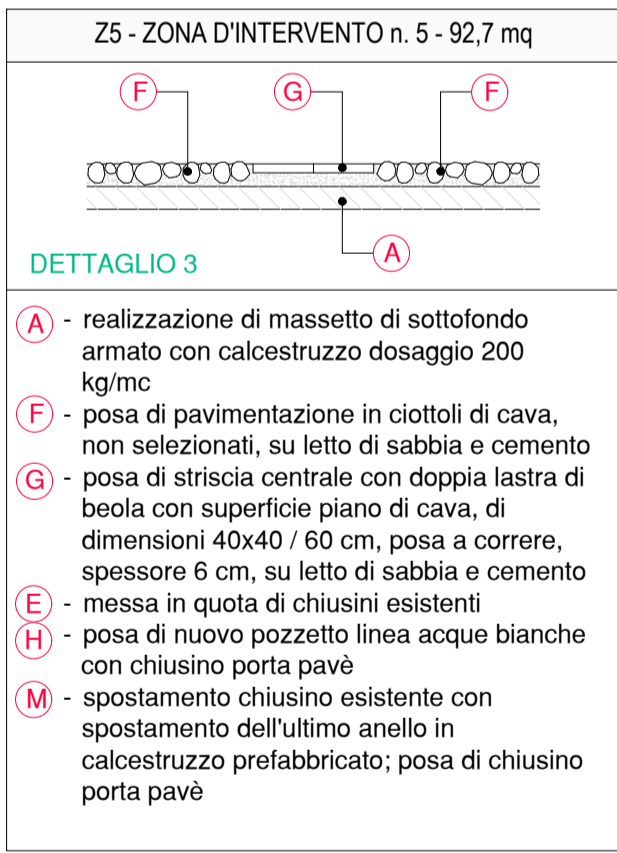 Z5 - ZONA D'INTERVENTO n. 5 - 92,7 mq
F G F
A
DETTAGLIO 3
A - realizzazione di massetto di sottofondo
armato con calcestruzzo dosaggio 200
kg/mc
F - posa di pavimentazione in ciottoli di cava,
non selezionati, su letto di sabbia e cemento
G - posa di striscia centrale con doppia lastra di
beola con superficie piano di cava, di
dimensioni 40x40 / 60 cm, posa a correre,
spessore 6 cm, su letto di sabbia e cemento
E - messa in quota di chiusini esistenti
H - posa di nuovo pozzetto linea acque bianche
con chiusino porta pavè
M - spostamento chiusino esistente con
spostamento dell'ultimo anello in
calcestruzzo prefabbricato; posa di chiusino
porta pavè